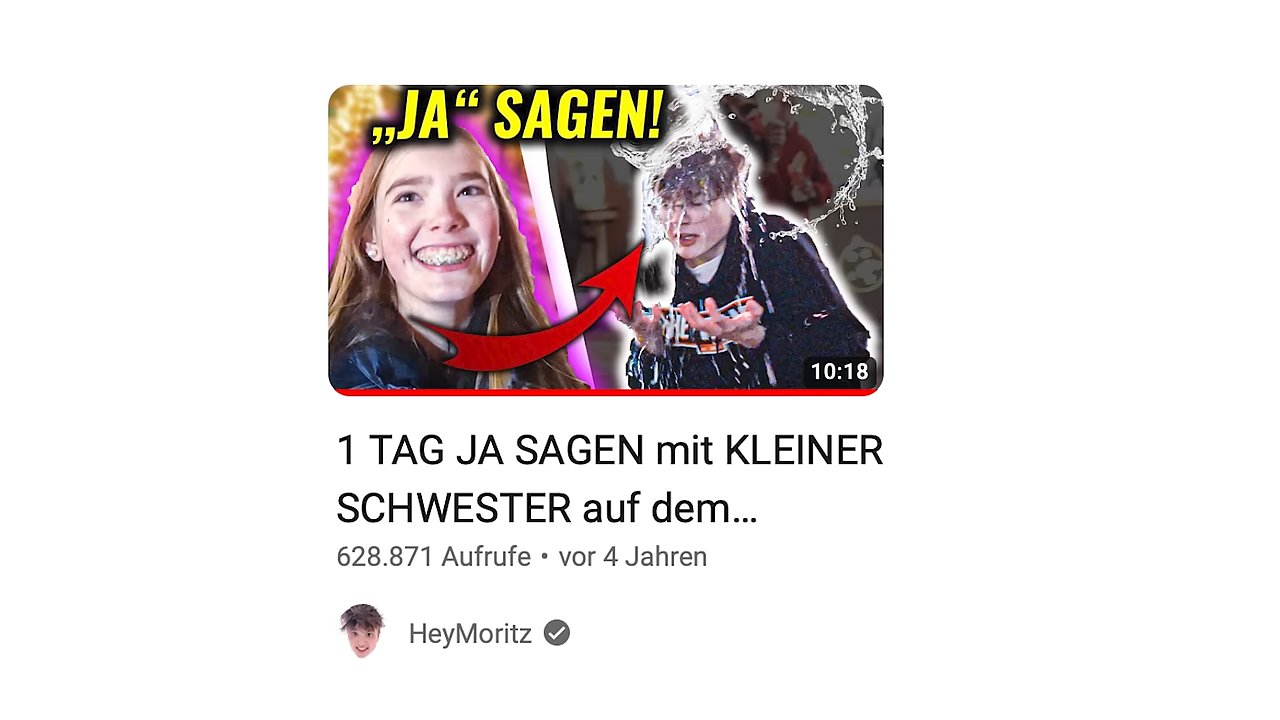 „JA“ SAGEN!
10:18
1 TAG JA SAGEN mit KLEINER
SCHWESTER auf dem…
628.871 Aufrufe • vor 4 Jahren
HeyMoritz